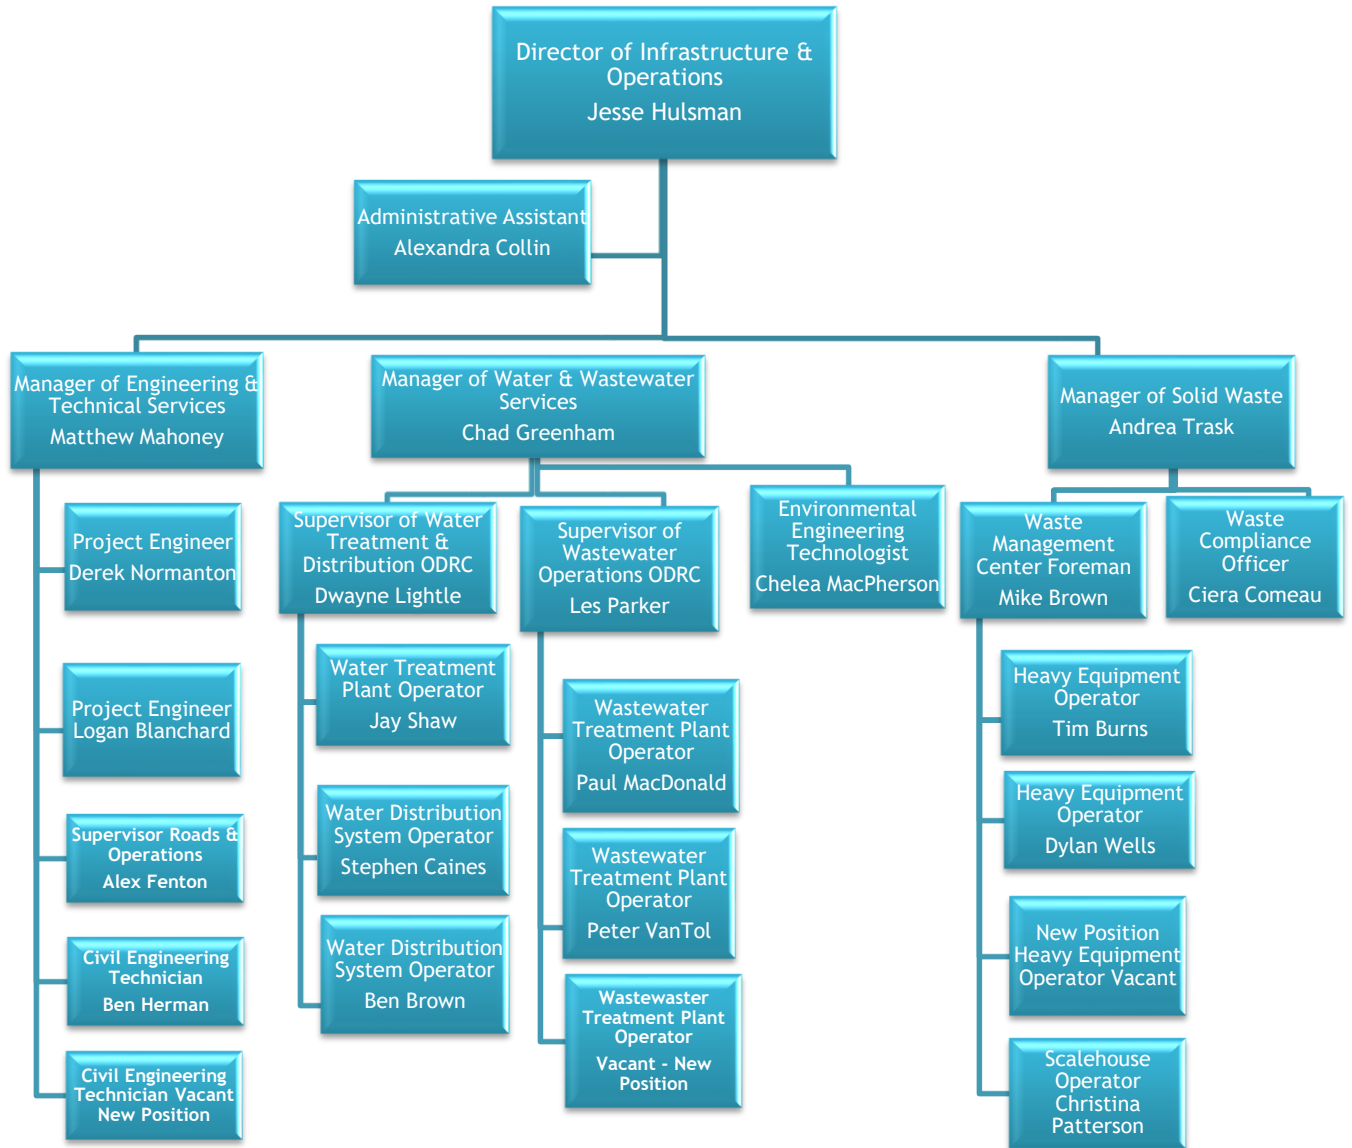 Director of Infrastructure &
Operations
Jesse Hulsman
Administrative Assistant
Alexandra Collin
Manager of Engineering &
Technical Services
Matthew Mahoney
Manager of Water & Wastewater
Services
Chad Greenham
Manager of Solid Waste
Andrea Trask
Project Engineer
Derek Normanton
Project Engineer
Logan Blanchard
Supervisor Roads &
Operations
Alex Fenton
Civil Engineering
Technician
Ben Herman
Civil Engineering
Technician Vacant
New Position
Supervisor of Water
Treatment &
Distribution ODRC
Dwayne Lightle
Water Treatment
Plant Operator
Jay Shaw
Water Distribution
System Operator
Stephen Caines
Water Distribution
System Operator
Ben Brown
Supervisor of
Wastewater
Operations ODRC
Les Parker
Wastewater
Treatment Plant
Operator
Paul MacDonald
Wastewater
Treatment Plant
Operator
Peter VanTol
Wastewaster
Treatment Plant
Operator
Vacant - New
Position
Environmental
Engineering
Technologist
Chelea MacPherson
Waste
Management
Center Foreman
Mike Brown
Heavy Equipment
Operator
Tim Burns
Heavy Equipment
Operator
Dylan Wells
New Position
Heavy Equipment
Operator Vacant
Scalehouse
Operator
Christina
Patterson
Waste
Compliance
Officer
Ciera Comeau